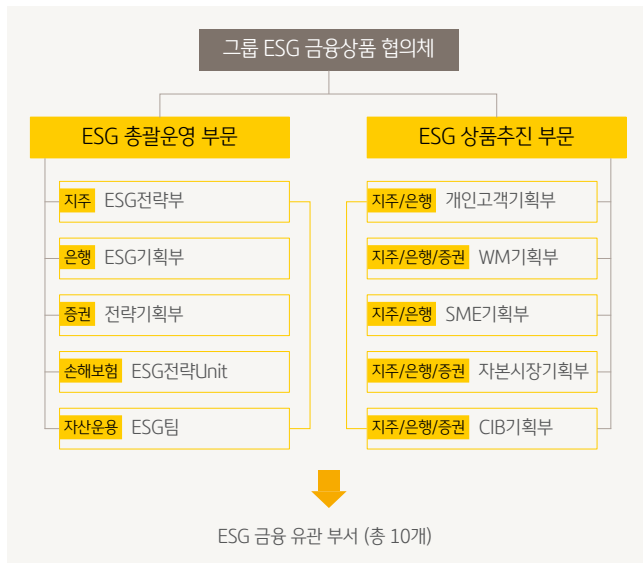 그룹 ESG 금융상품 협의체
ESG 총괄운영 부문
지주 ESG전략부
은행 ESG기획부
증권 전략기획부
손해보험 ESG전략Unit
자산운용 ESG팀
ESG 상품추진 부문
지주/은행 개인고객기획부
지주/은행/증권 WM기획부
지주/은행 SME기획부
지주/은행/증권 자본시장기획부
지주/은행/증권 CIB기획부
ESG 금융 유관 부서 (총 10개)